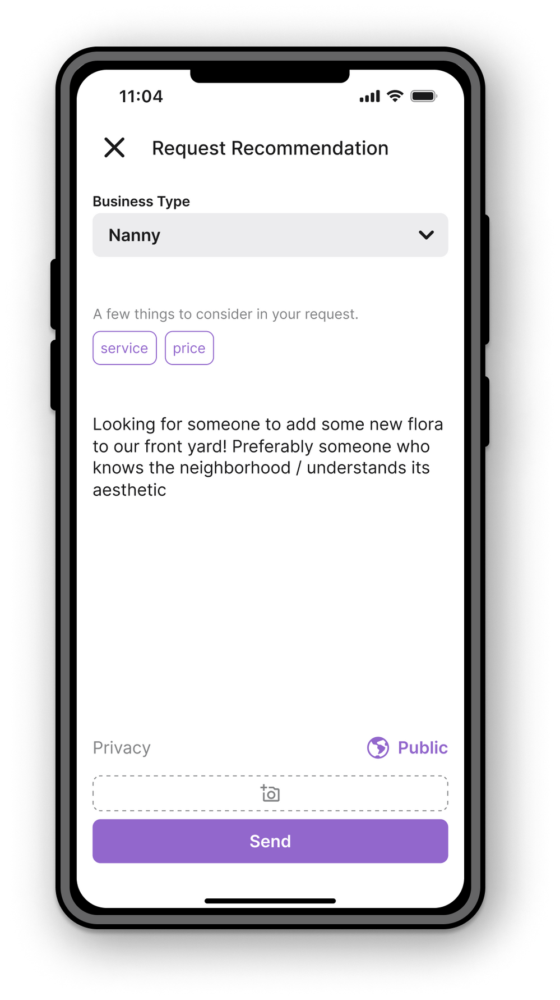 11:04
Request Recommendation
Business Type
Nanny
A few things to consider in your request.
service price
Looking for someone to add some new flora
to our front yard! Preferably someone who
knows the neighborhood / understands its
aesthetic
Privacy Public
Send